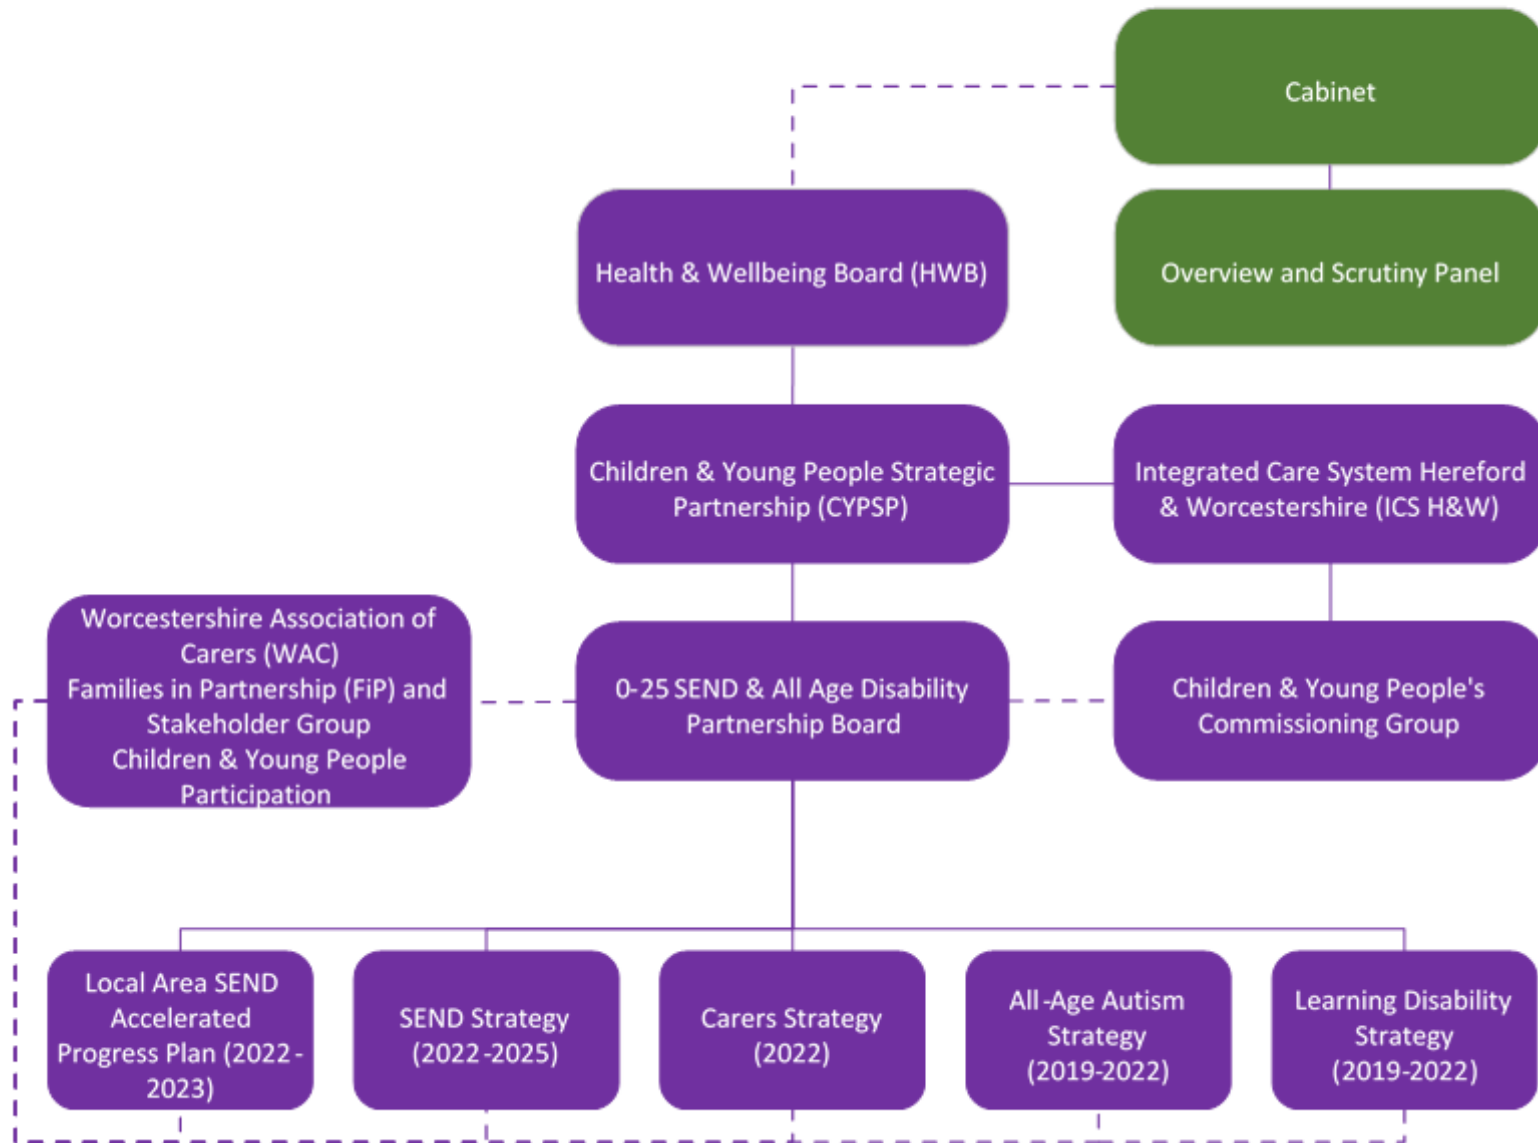 Cabinet
Health & Wellbeing Board (HWB)
Overview and Scrutiny Panel
Children & Young People Strategic
Partnership (CYPSP)
Integrated Care System Hereford
& Worcestershire (ICS H&W)
Worcestershire Association of
Carers (WAC)
Families in Partnership (FiP) and
Stakeholder Group
Children & Young People
Participation
0-25 SEND & All Age Disability
Partnership Board
Children & Young People's
Commissioning Group
Local Area SEND
Accelerated
Progress Plan (2022-
2023)
SEND Strategy
(2022-2025)
Carers Strategy
(2022)
All-Age Autism
Strategy
(2019-2022)
Learning Disability
Strategy
(2019-2022)